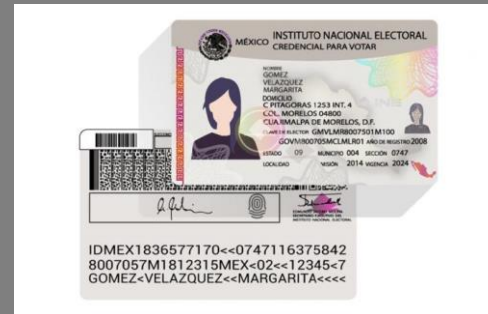 MÉXICO INSTITUTO NACIONAL ELECTORAL
CREDENCIAL PARA VOTAR
NOMBRE
GOMEZ
VELAZQUEZ
MARGARITA
DOMICILIO
C PITAGORAS 1253 INT. 4
COL. MORELOS 04800
CUAJIMALPA DE MORELOS, D.F.
CLAVE DE ELECTOR GMVLMR8007501M100
GOVM800705MCLMLR01 AÑO DE REGISTRO 2008
ESTADO 09 MUNICIPIO 004 SECCIÓN 0747
LOCALIDAD 2014 VIGENCIA 2024
INE
IDMEX1836577170<<0747116375842
8007057M1812315MEX<02<<12345<7
GOMEZ<VELAZQUEZ<<MARGARITA<<<<